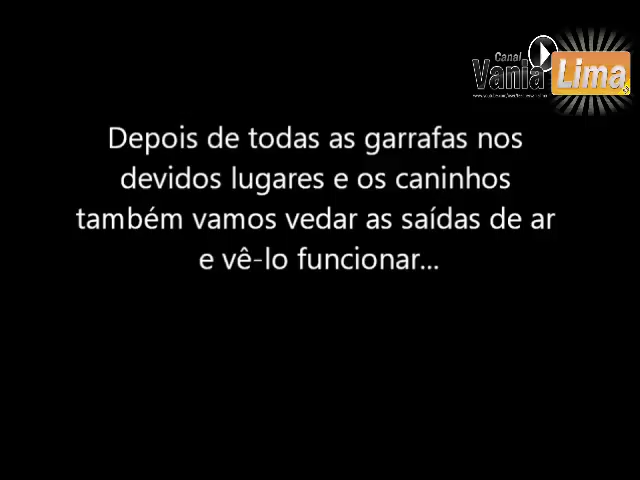 Canal
Vania Lima
Depois de todas as garrafas nos
devidos lugares e os caninhos
também vamos vedar as saídas de ar
e vê-lo funcionar...